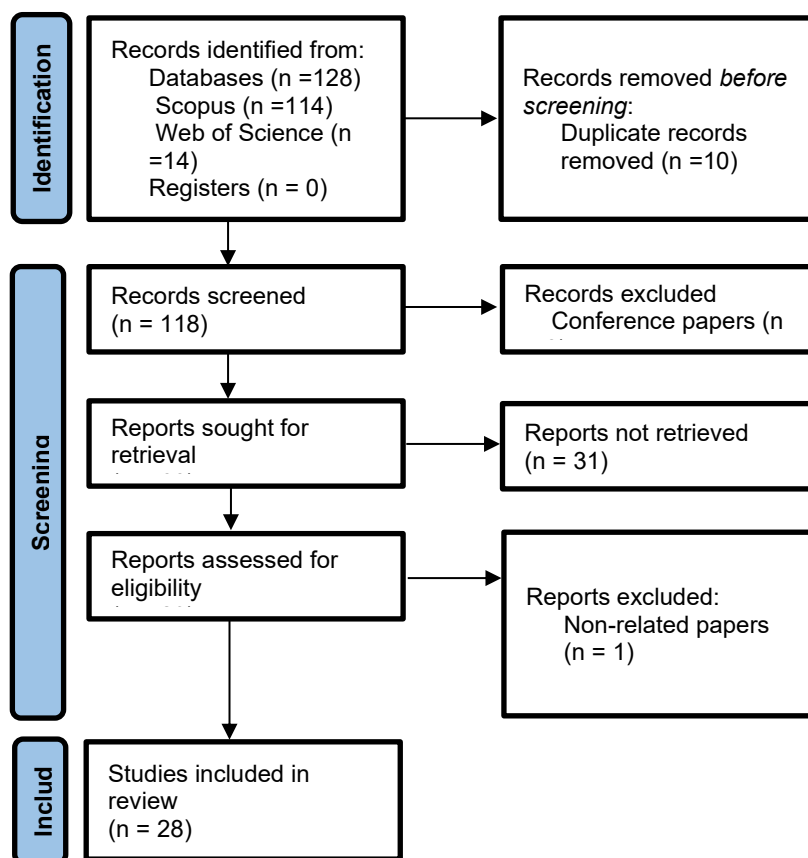 Identification
Records identified from:
Databases (n =128)
Scopus (n =114)
Web of Science (n
=14)
Registers (n = 0)
Records removed before
screening:
Duplicate records
removed (n =10)
Screening
Records screened
(n = 118)
Records excluded
Conference papers (n
Reports sought for
retrieval
Reports not retrieved
(n = 31)
Reports assessed for
eligibility
Reports excluded:
Non-related papers
(n = 1)
Includ
Studies included in
review
(n = 28)